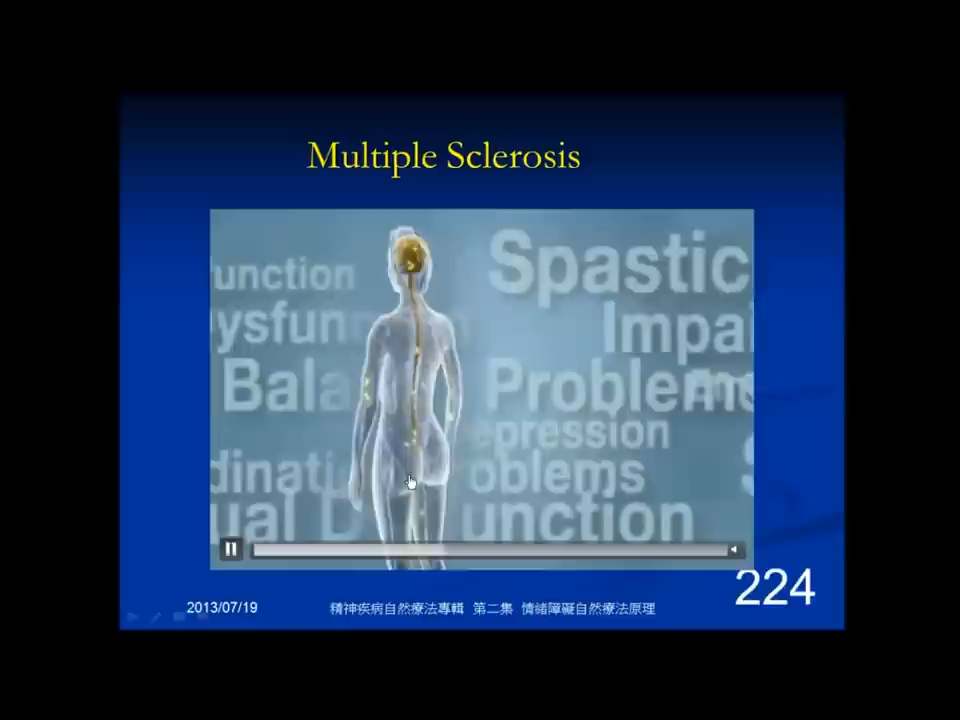 Multiple Sclerosis
unction
Spastic
ysfun
Impai
Bala
Problem
epression
dinati
oblems
ual D
unction
224
2013/07/19
精神疾病自然療法專輯 第二集 情緒障礙自然療法原理